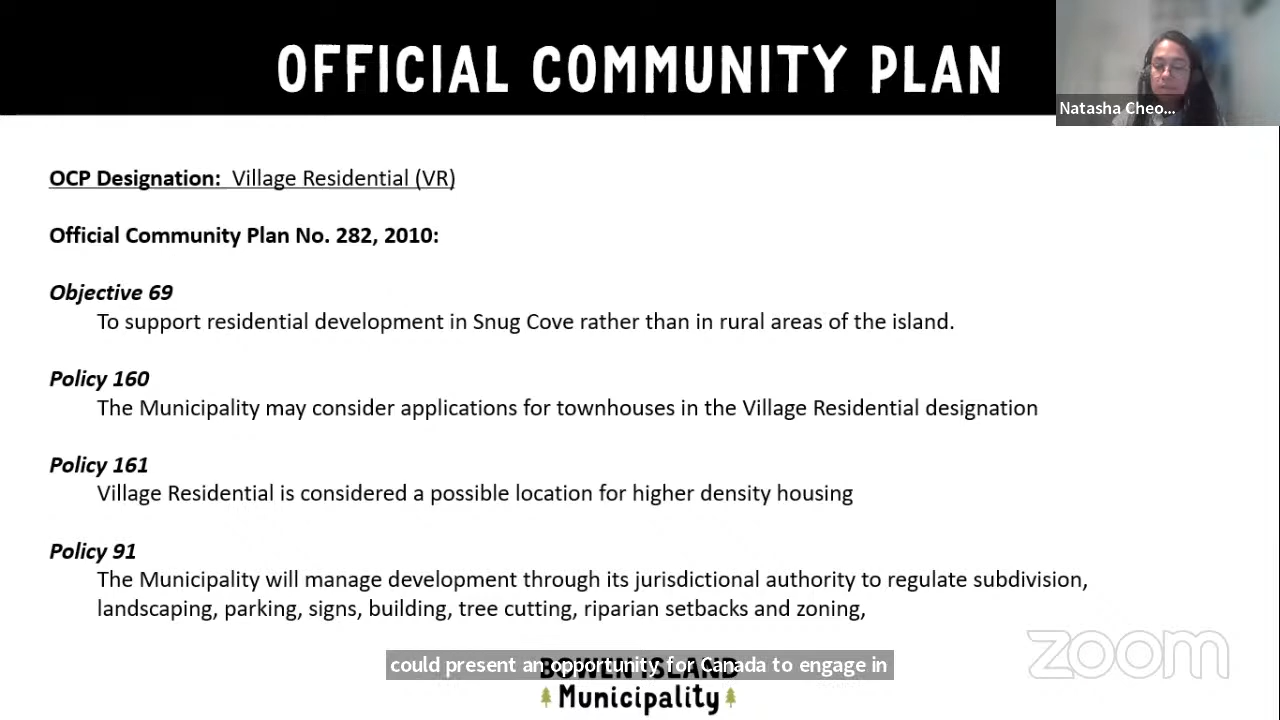 OFFICIAL COMMUNITY PLAN
Natasha Cheo...
OCP Designation: Village Residential (VR)
Official Community Plan No. 282, 2010:
Objective 69
To support residential development in Snug Cove rather than in rural areas of the island.
Policy 160
The Municipality may consider applications for townhouses in the Village Residential designation
Policy 161
Village Residential is considered a possible location for higher density housing
Policy 91
The Municipality will manage development through its jurisdictional authority to regulate subdivision,
landscaping, parking, signs, building, tree cutting, riparian setbacks and zoning,
could present an opportunity for Canada to engage in
BOWEN ISLAND
Municipality
zoom